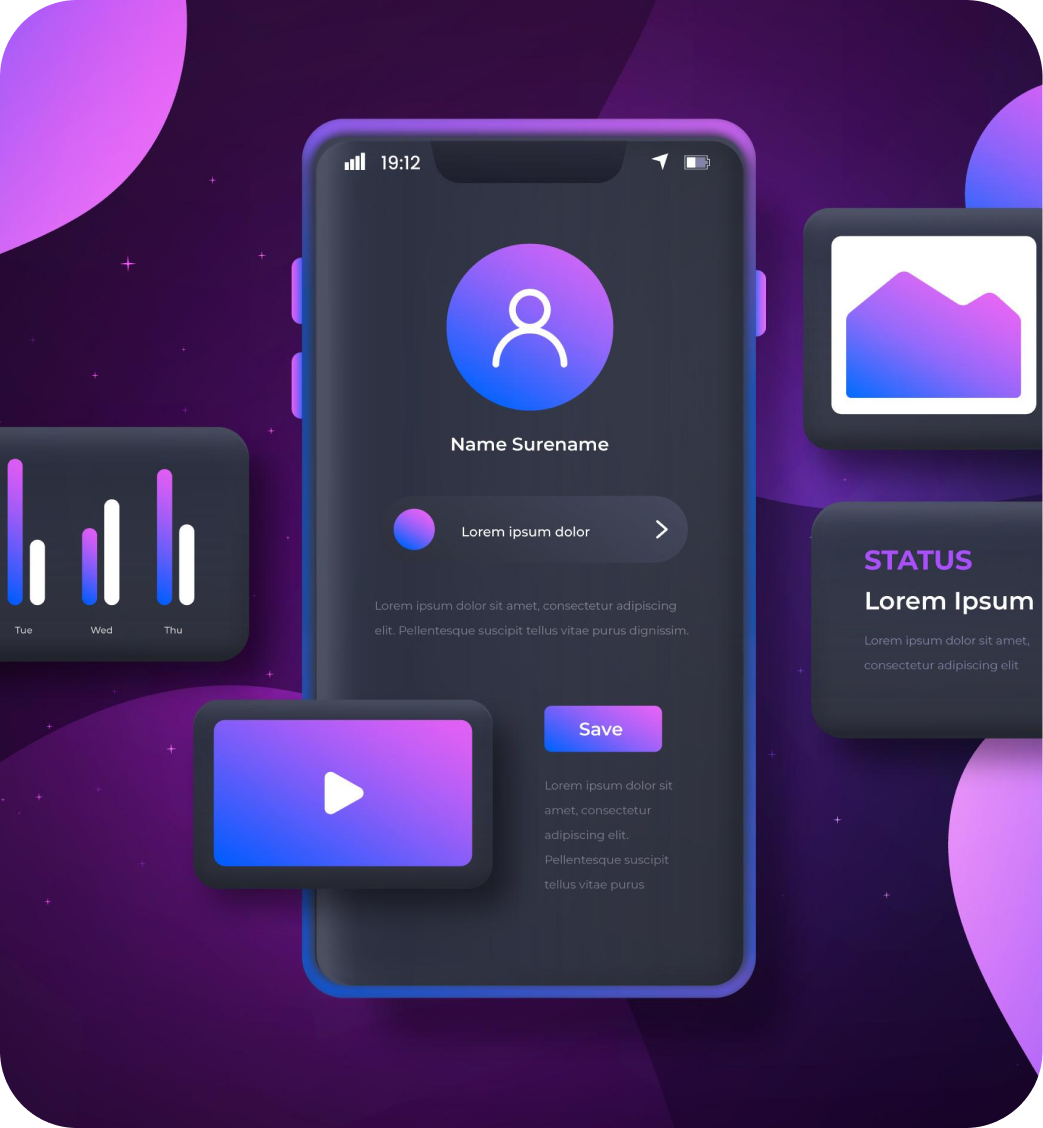 19:12
Name Surename
Lorem ipsum dolor
Lorem ipsum dolor sit amet, consectetur adipiscing
elit. Pellentesque suscipit tellus vitae purus dignissim.
Tue Wed Thu
STATUS
Lorem Ipsum
Lorem ipsum dolor sit amet,
consectetur adipiscing elit
Save
Lorem ipsum dolor sit
amet, consectetur
adipiscing elit.
Pellentesque suscipit
tellus vitae purus